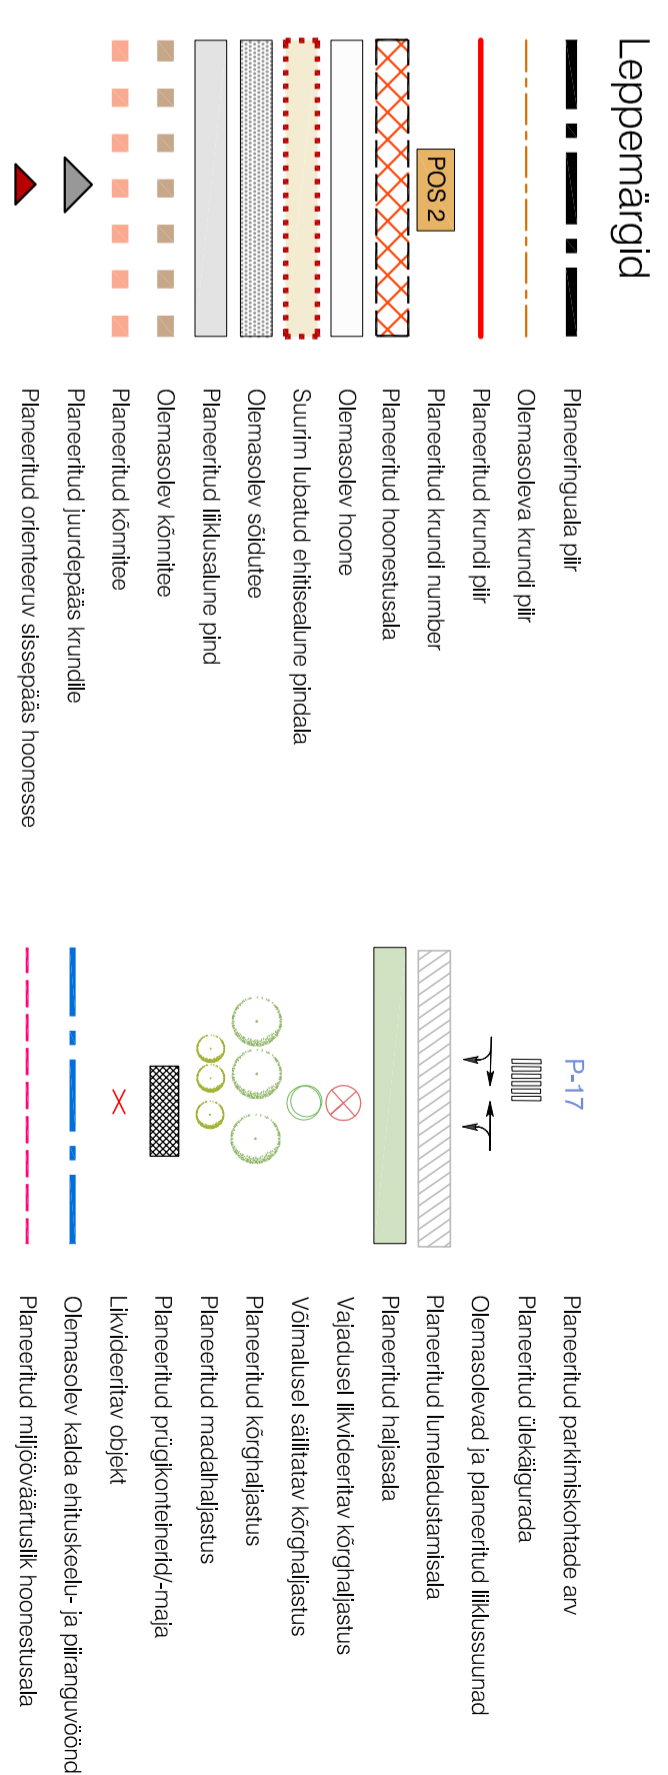 Leppemärgid
Planeeringuala piir
Olemasoleva krundi piir
Planeeritud krundi piir
POS 2
Planeeritud krundi number
Planeeritud hoonestusala
Olemasolev hoone
Suurim lubatud ehitisealune pindala
Olemasolev sõidutee
Planeeritud liiklusalune pind
Olemasolev kõnnitee
Planeeritud kõnnitee
Planeeritud juurdepääs krundile
Planeeritud orienteeruv sissepääs hoonesse
P-17
Planeeritud parkimiskohtade arv
Planeeritud ülekäigurada
Olemasolevad ja planeeritud liiklussuunad
Planeeritud lumeladustamisala
Planeeritud haljasala
Vajadusel likvideeritav kõrghaljastus
Võimalusel säilitatav kõrghaljastus
Planeeritud kõrghaljastus
Planeeritud madalhaljastus
Planeeritud prügikonteinerid/-maja
Likvideeritav objekt
Olemasolev kalda ehituskeelu- ja piiranguvöönd
Planeeritud miljööväärtuslik hoonestusala